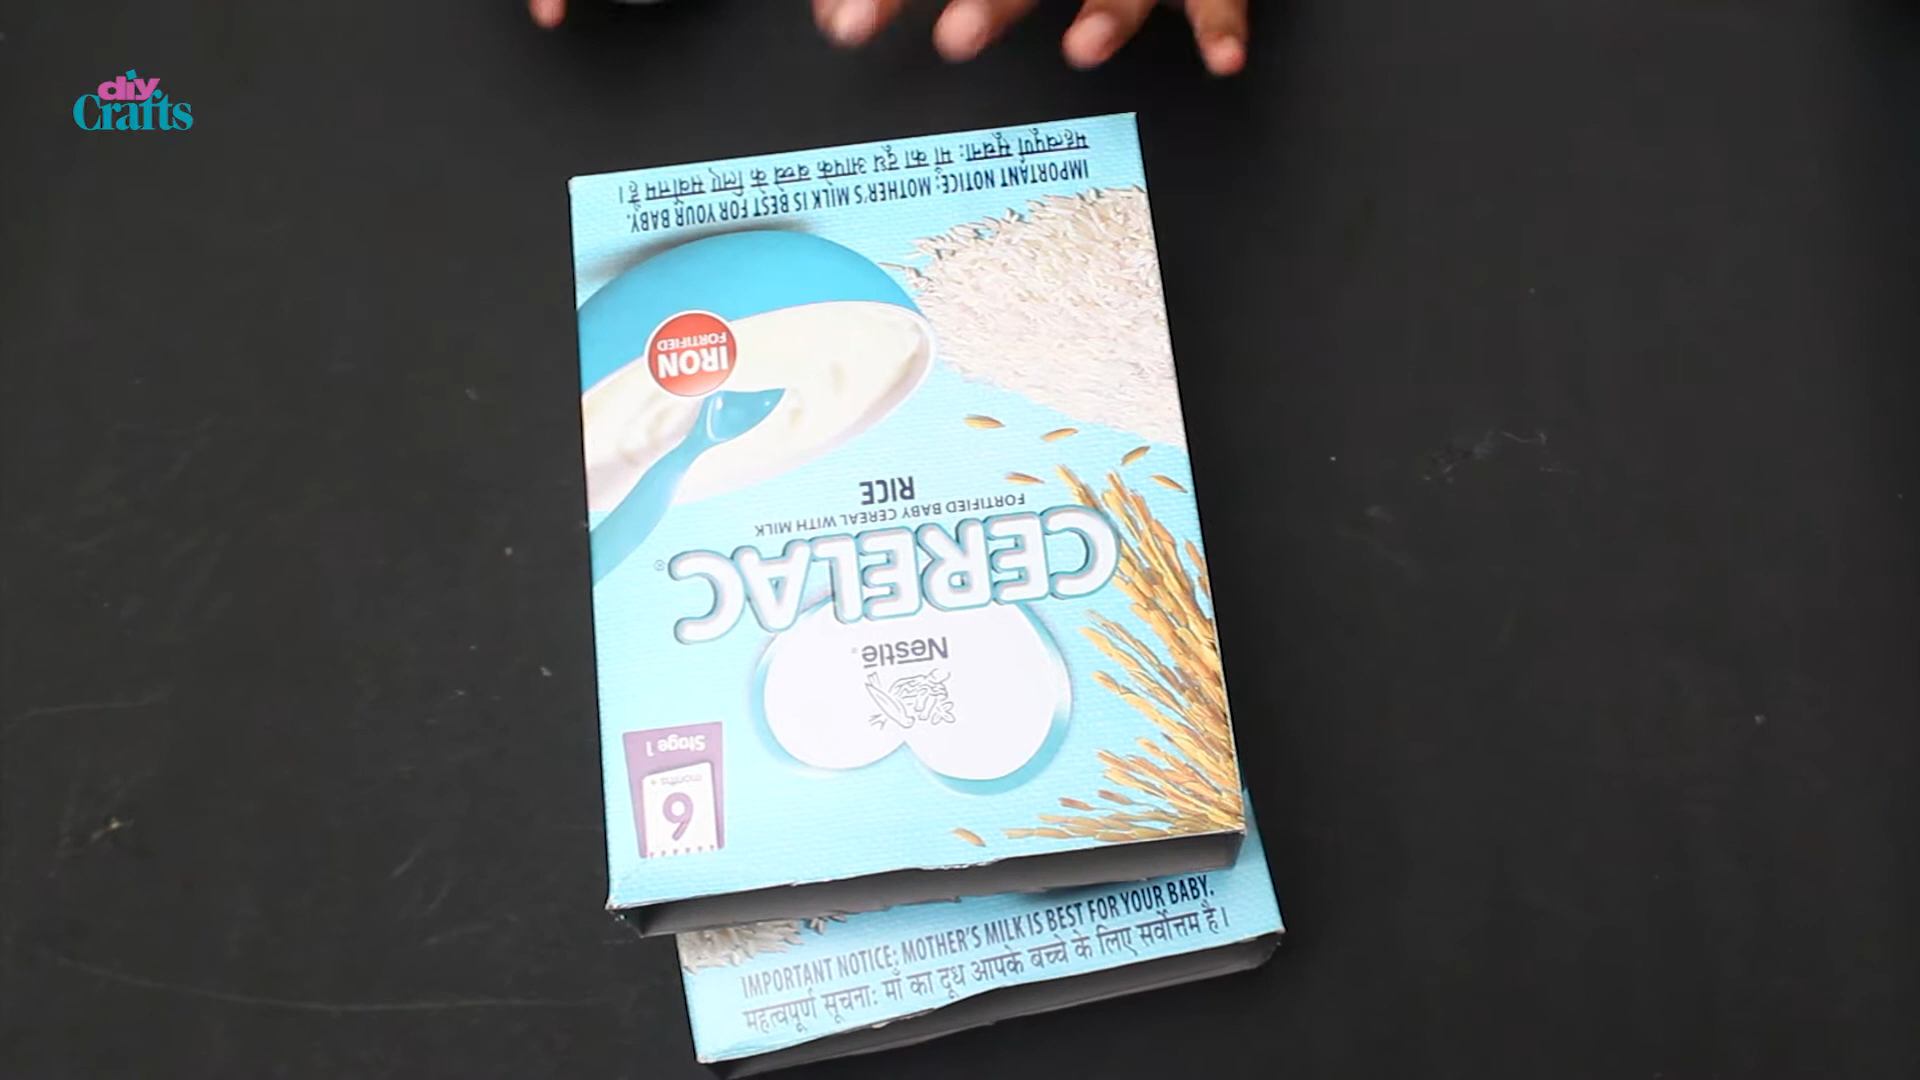 diy
Crafts
Nestlé
CERELAC®
FORTIFIED BABY CEREAL WITH MILK
RICE
6
months +
Stage 1
IRON
FORTIFIED
IMPORTANT NOTICE: MOTHER'S MILK IS BEST FOR YOUR BABY.
महत्वपूर्ण सूचना: माँ का दूध आपके बच्चे के लिए सर्वोत्तम है।
IMPORTANT NOTICE: MOTHER'S MILK IS BEST FOR YOUR BABY.
महत्वपूर्ण सूचना: माँ का दूध आपके बच्चे के लिए सर्वोत्तम है।